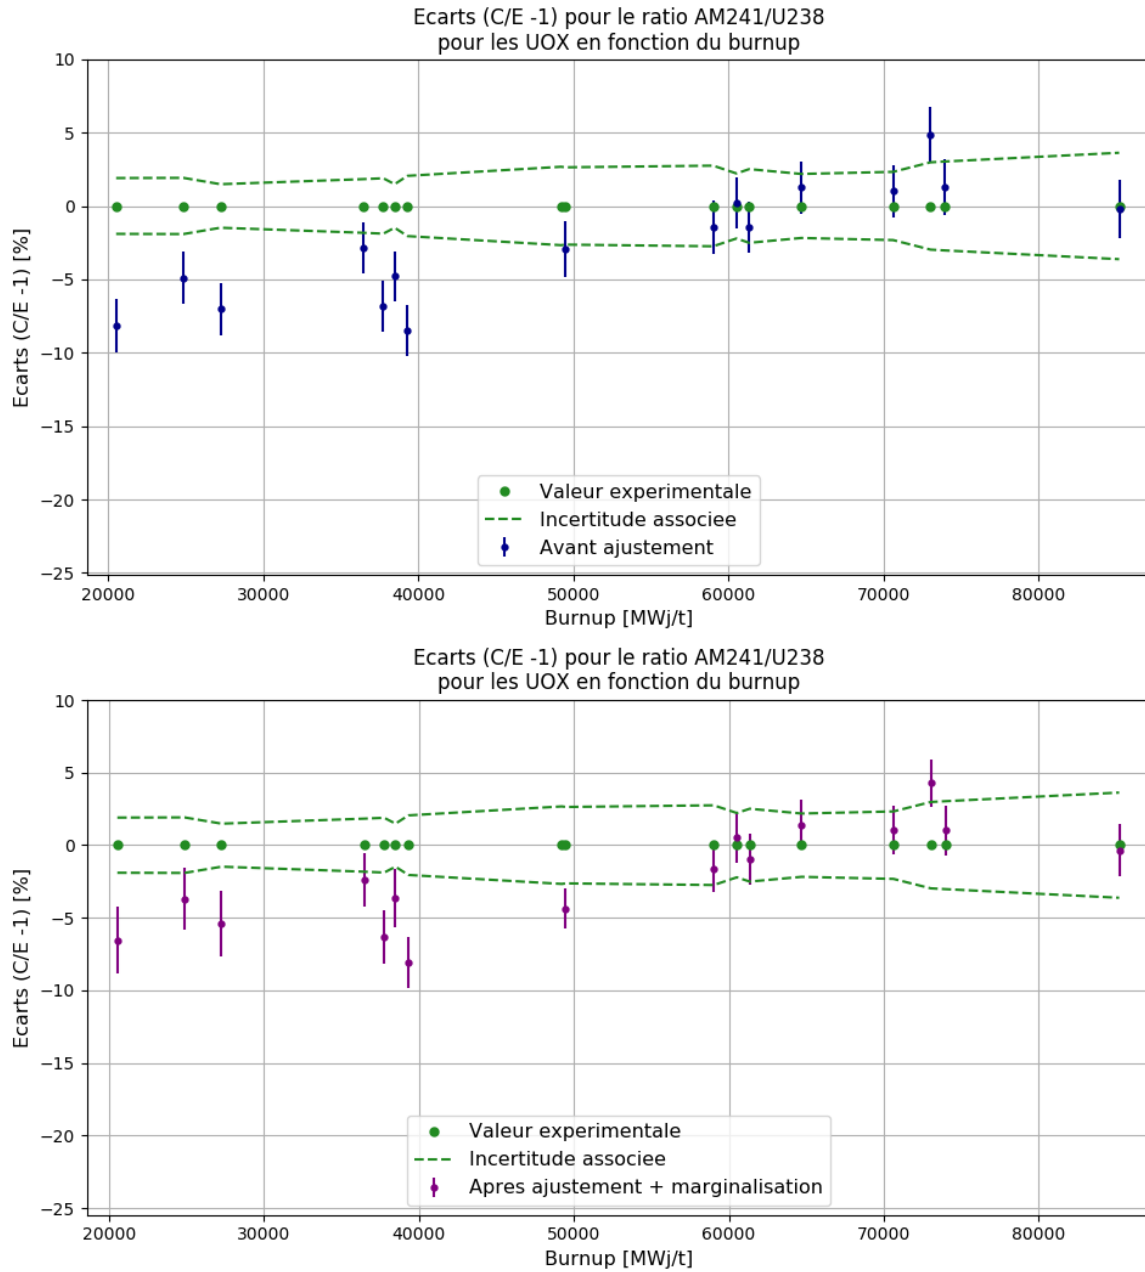 Ecarts (C/E -1) pour le ratio AM241/U238
pour les UOX en fonction du burnup
10
5
0
−5
−10
−15
−20
−25
Ecarts (C/E -1) [%]
Valeur experimentale
Incertitude associee
Avant ajustement
20000 30000 40000 50000 60000 70000 80000
Burnup [MWj/t]
Ecarts (C/E -1) pour le ratio AM241/U238
pour les UOX en fonction du burnup
10
5
0
−5
−10
−15
−20
−25
Ecarts (C/E -1) [%]
Valeur experimentale
Incertitude associee
Apres ajustement + marginalisation
20000 30000 40000 50000 60000 70000 80000
Burnup [MWj/t]